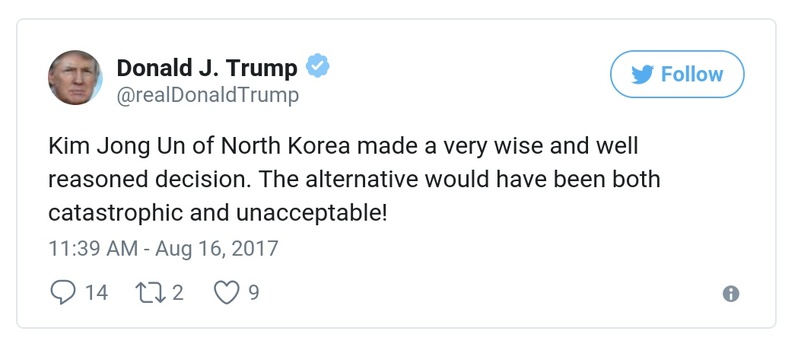 Donald J. Trump
@realDonaldTrump
Follow
Kim Jong Un of North Korea made a very wise and well
reasoned decision. The alternative would have been both
catastrophic and unacceptable!
11:39 AM - Aug 16, 2017
14 2 9